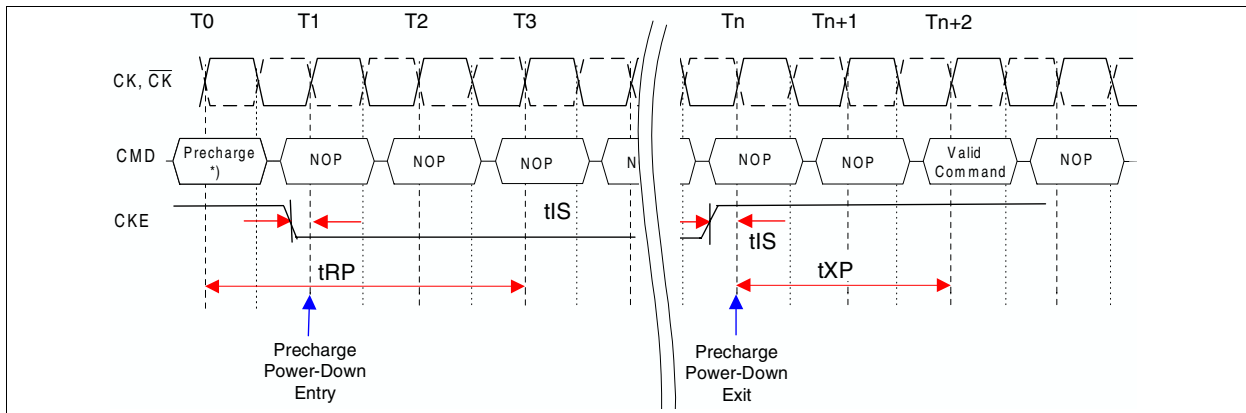 T0 T1 T2 T3 Tn Tn+1 Tn+2
CK, CK
CMD Precharge *) NOP NOP NOP N NOP NOP Valid Command NOP
CKE tIS tIS
tRP tXP
Precharge
Power-Down
Entry
Precharge
Power-Down
Exit